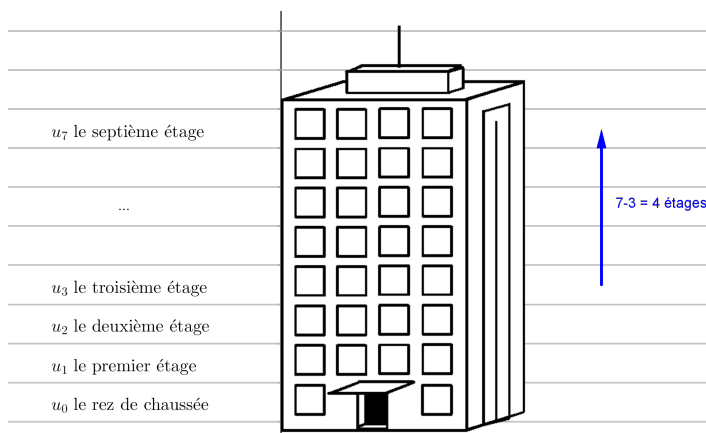 u₇ le septième étage
7-3 = 4 étages
...
u₃ le troisième étage
u₂ le deuxième étage
u₁ le premier étage
u₀ le rez de chaussée